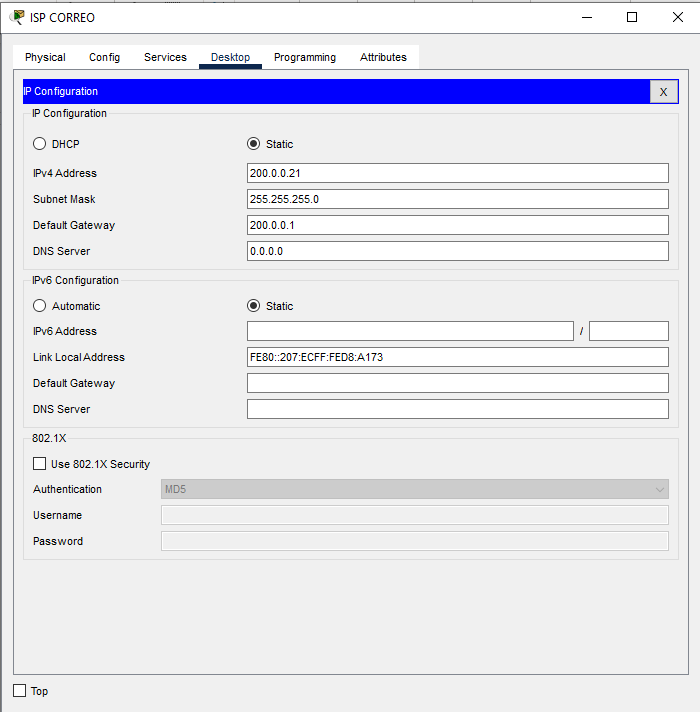 ISP CORREO
Physical Config Services Desktop Programming Attributes
IP Configuration X
IP Configuration
DHCP Static
IPv4 Address 200.0.0.21
Subnet Mask 255.255.255.0
Default Gateway 200.0.0.1
DNS Server 0.0.0.0
IPv6 Configuration
Automatic Static
IPv6 Address /
Link Local Address FE80::207:ECFF:FED8:A173
Default Gateway
DNS Server
802.1X
Use 802.1X Security
Authentication MD5
Username
Password
Top